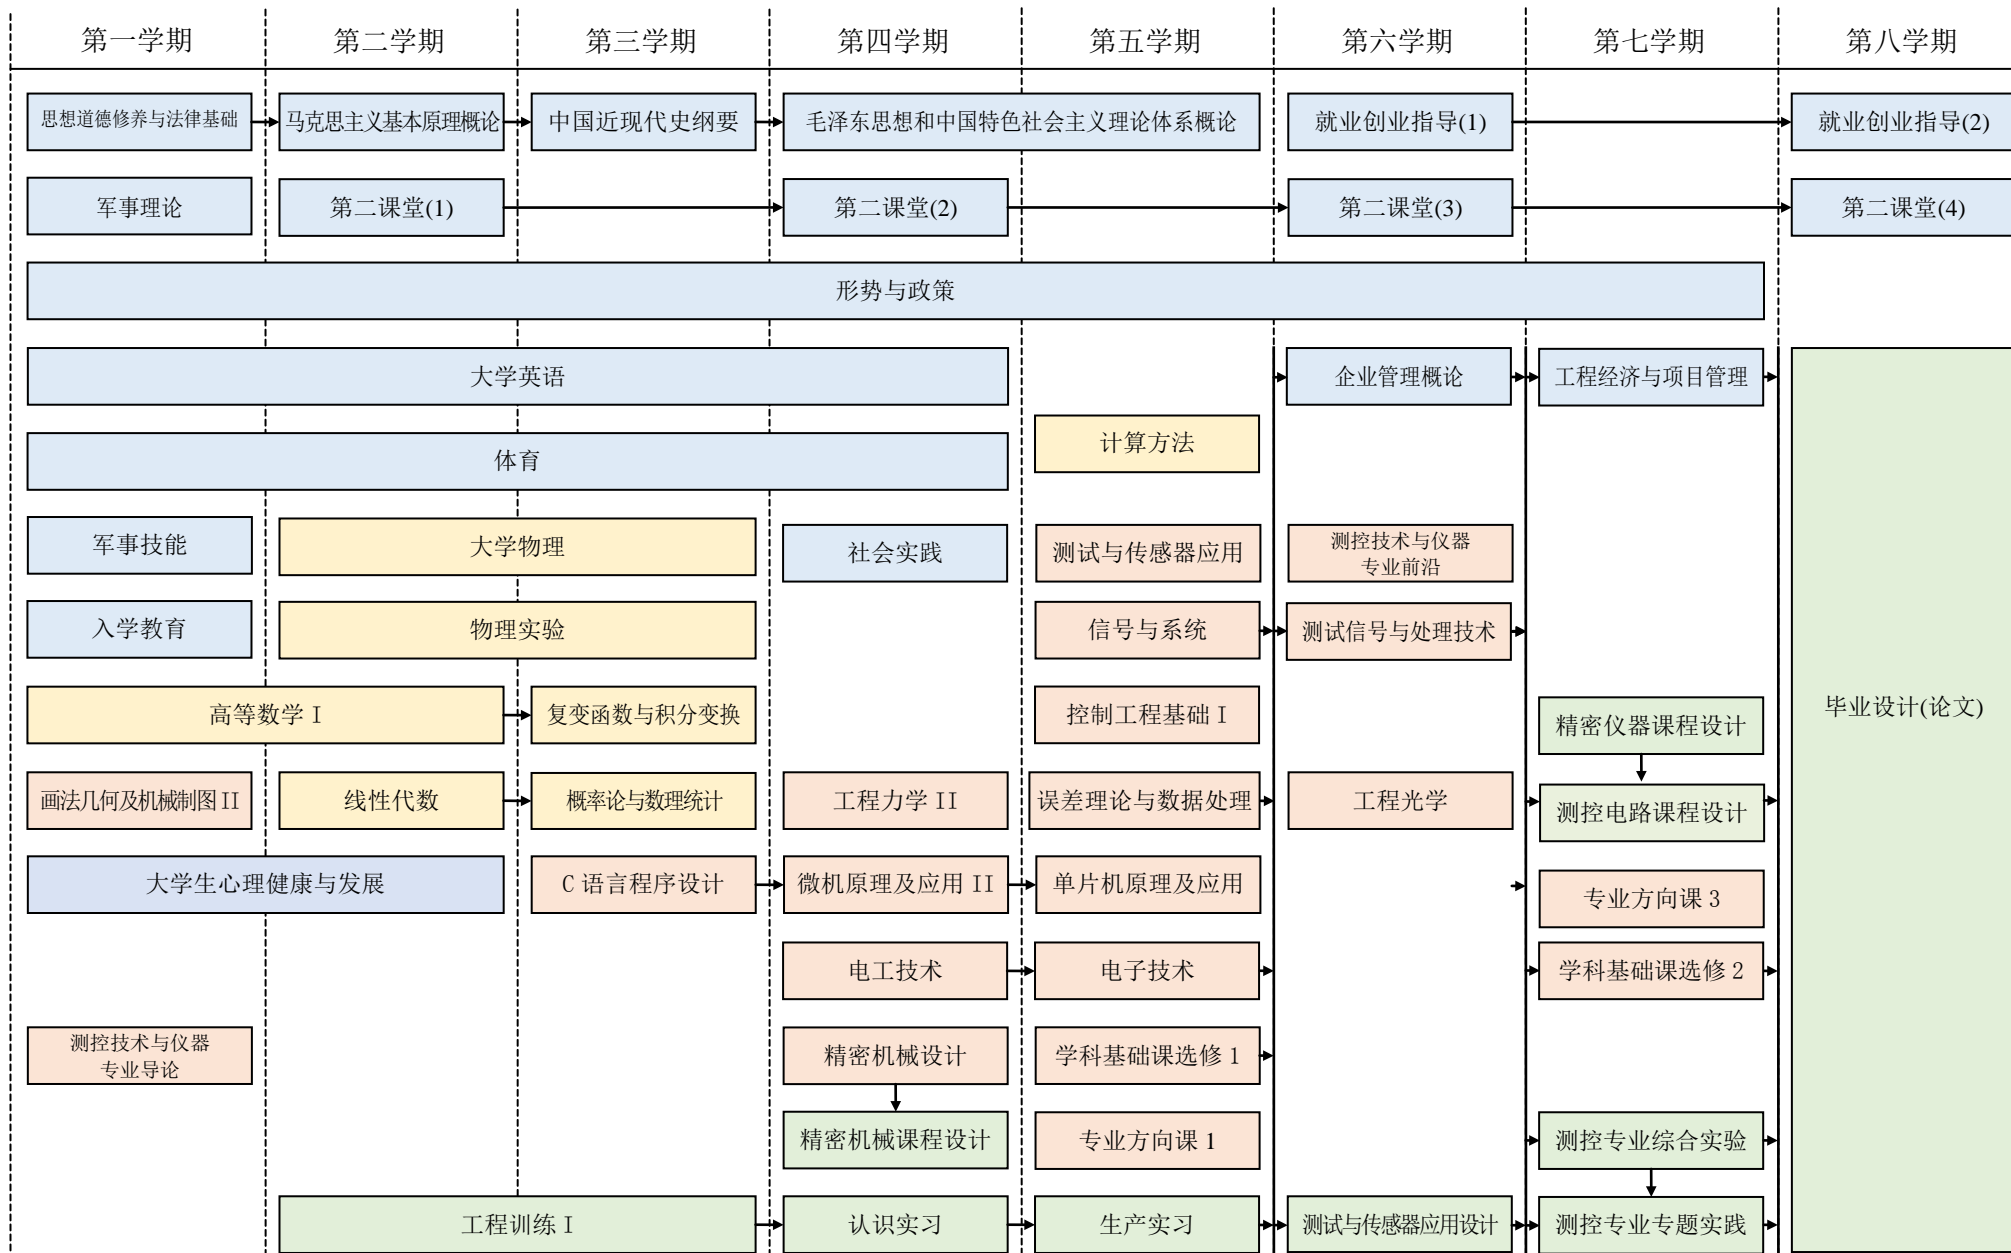 第一学期
第二学期
第三学期
第四学期
第五学期
第六学期
第七学期
第八学期
思想道德修养与法律基础
马克思主义基本原理概论
中国近现代史纲要
毛泽东思想和中国特色社会主义理论体系概论
就业创业指导(1)
就业创业指导(2)
军事理论
第二课堂(1)
第二课堂(2)
第二课堂(3)
第二课堂(4)
形势与政策
大学英语
企业管理概论
工程经济与项目管理
体育
计算方法
军事技能
大学物理
社会实践
测试与传感器应用
测控技术与仪器
专业前沿
入学教育
物理实验
信号与系统
测试信号与处理技术
高等数学 I
复变函数与积分变换
控制工程基础 I
精密仪器课程设计
毕业设计(论文)
画法几何及机械制图 II
线性代数
概率论与数理统计
工程力学 II
误差理论与数据处理
工程光学
测控电路课程设计
大学生心理健康与发展
C 语言程序设计
微机原理及应用 II
单片机原理及应用
专业方向课 3
电工技术
电子技术
学科基础课选修 2
测控技术与仪器
专业导论
精密机械设计
学科基础课选修 1
精密机械课程设计
专业方向课 1
测控专业综合实验
工程训练 I
认识实习
生产实习
测试与传感器应用设计
测控专业专题实践